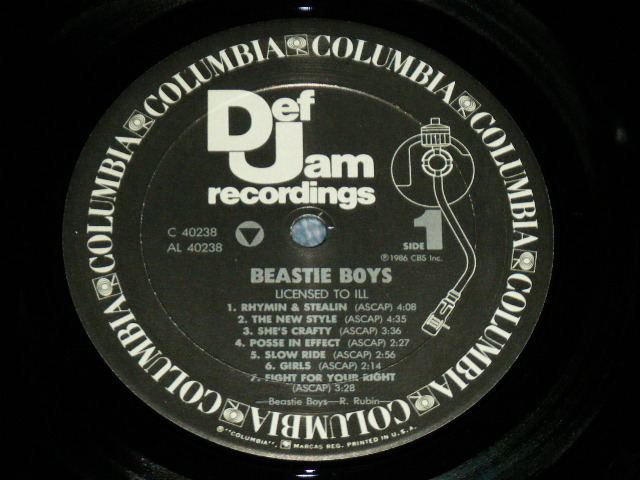 COLUMBIA COLUMBIA COLUMBIA COLUMBIA COLUMBIA COLUMBIA COLUMBIA COLUMBIA
Def
Jam
recordings
C 40238
AL 40238
SIDE 1
℗1986 CBS Inc.
BEASTIE BOYS
LICENSED TO ILL
1. RHYMIN & STEALIN (ASCAP) 4:08
2. THE NEW STYLE (ASCAP) 4:35
3. SHE'S CRAFTY (ASCAP) 3:36
4. POSSE IN EFFECT (ASCAP) 2:27
5. SLOW RIDE (ASCAP) 2:56
6. GIRLS (ASCAP) 2:14
7. FIGHT FOR YOUR RIGHT
(ASCAP) 3:28
—Beastie Boys—R. Rubin—
®"COLUMBIA", MARCAS REG. PRINTED IN U.S.A.